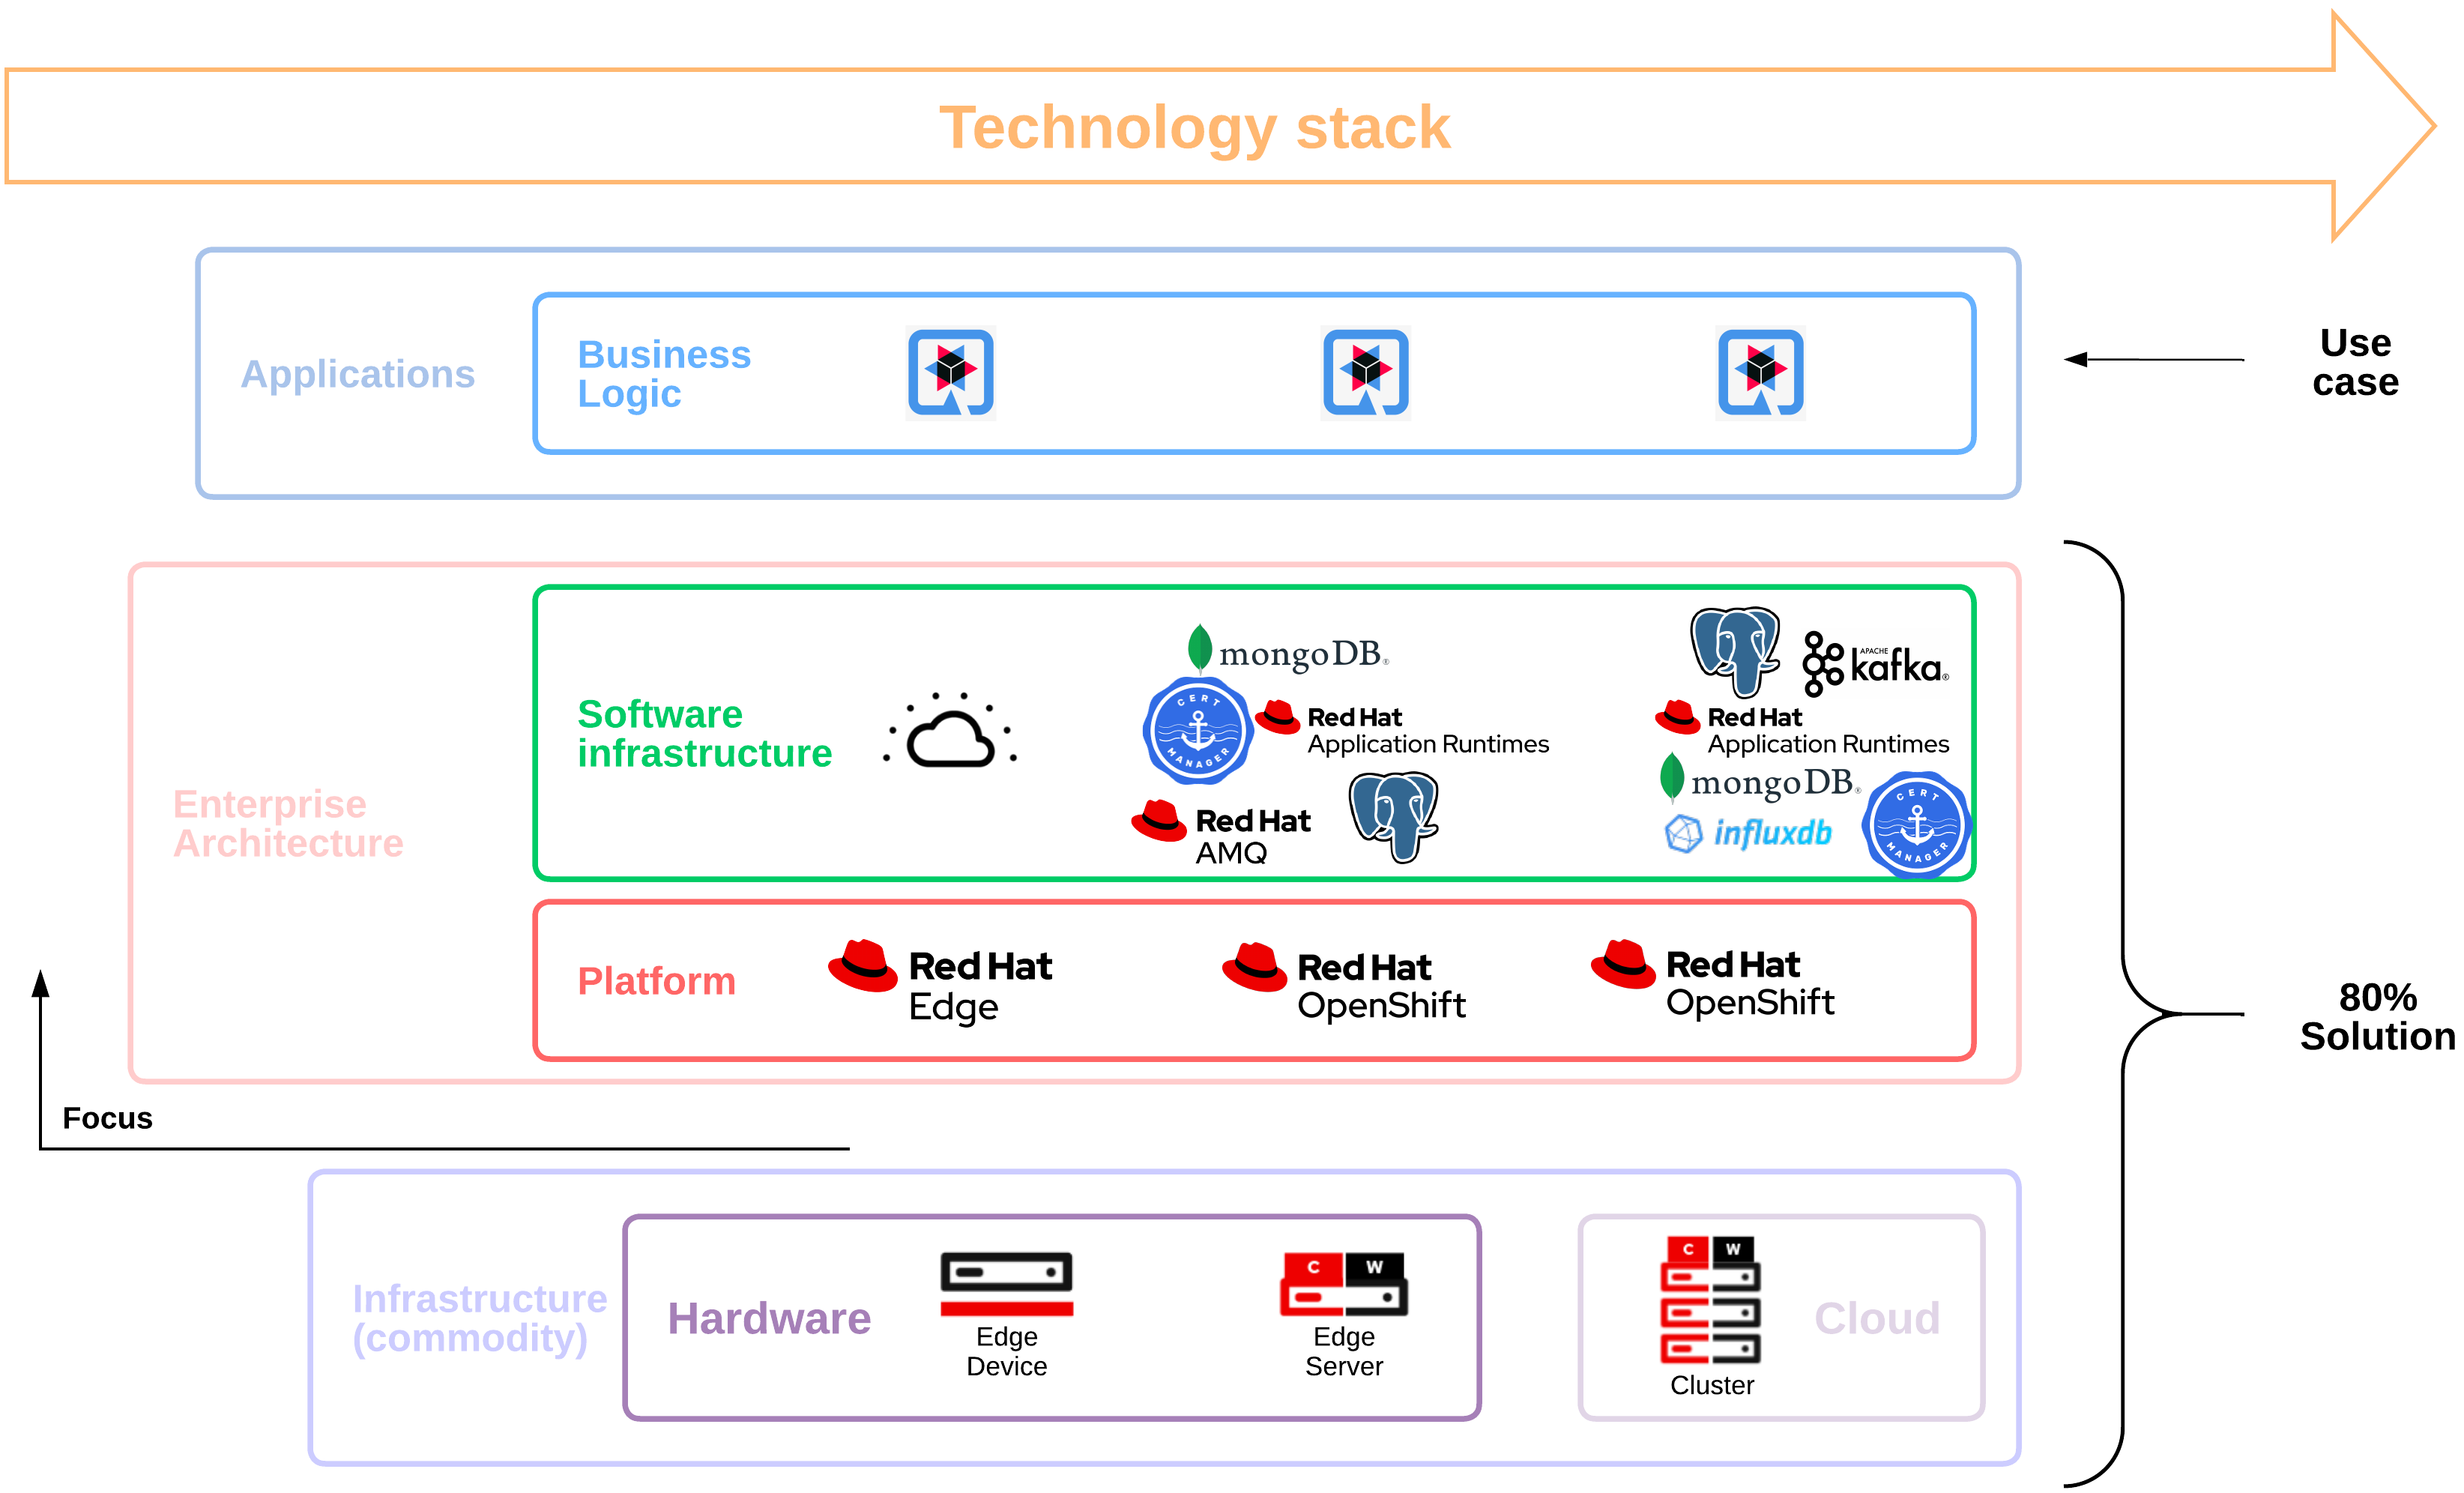 Technology stack
Applications
Business
Logic
Use
case
Enterprise
Architecture
Software
infrastructure
mongoDB®
CERT
MANAGER
Red Hat
Application Runtimes
Red Hat
AMQ
APACHE
kafka®
Red Hat
Application Runtimes
mongoDB®
influxdb
CERT
MANAGER
Platform
Red Hat
Edge
Red Hat
OpenShift
Red Hat
OpenShift
80%
Solution
Focus
Infrastructure
(commodity)
Hardware
Edge
Device
C W
Edge
Server
C W
Cluster
Cloud